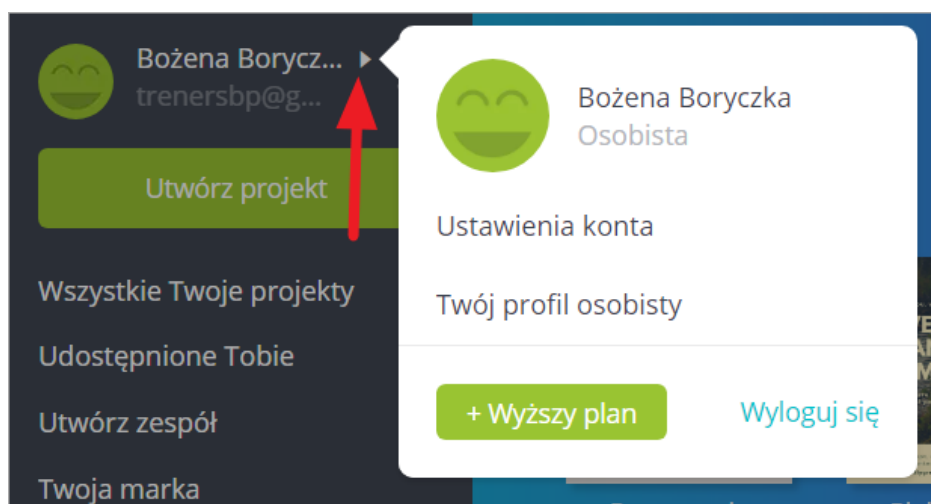 Bożena Borycz...
trenersbp@g...
Utwórz projekt
Wszystkie Twoje projekty
Udostępnione Tobie
Utwórz zespół
Twoja marka
Bożena Boryczka
Osobista
Ustawienia konta
Twój profil osobisty
+ Wyższy plan
Wyloguj się